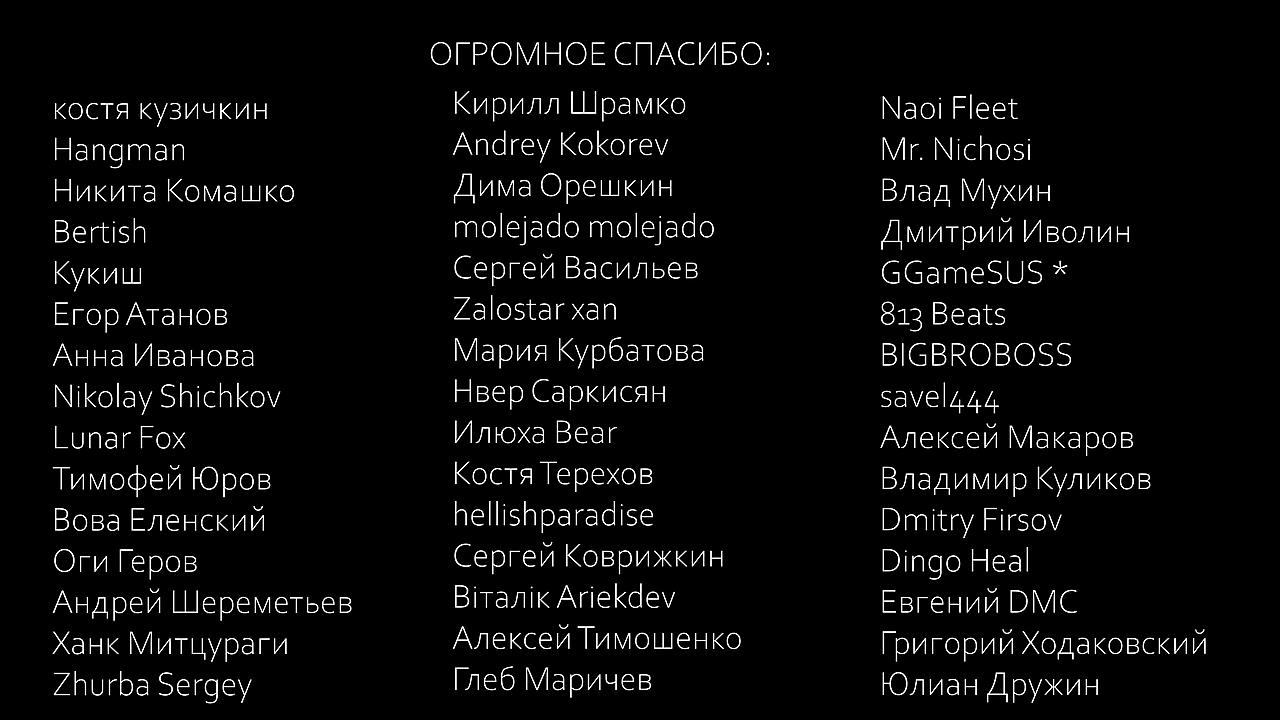 ОГРОМНОЕ СПАСИБО:
костя кузичкин
Hangman
Никита Комашко
Bertish
Кукиш
Егор Атанов
Анна Иванова
Nikolay Shichkov
Lunar Fox
Тимофей Юров
Вова Еленский
Оги Геров
Андрей Шереметьев
Ханк Митцураги
Zhurba Sergey
Кирилл Шрамко
Andrey Kokorev
Дима Орешкин
molejado molejado
Сергей Васильев
Zalostar xan
Мария Курбатова
Нвер Саркисян
Илюха Bear
Костя Терехов
hellishparadise
Сергей Коврижкин
Віталік Ariekdev
Алексей Тимошенко
Глеб Маричев
Naoi Fleet
Mr. Nichosi
Влад Мухин
Дмитрий Иволин
GGameSUS *
813 Beats
BIGBROBOSS
savel444
Алексей Макаров
Владимир Куликов
Dmitry Firsov
Dingo Heal
Евгений DMC
Григорий Ходаковский
Юлиан Дружин